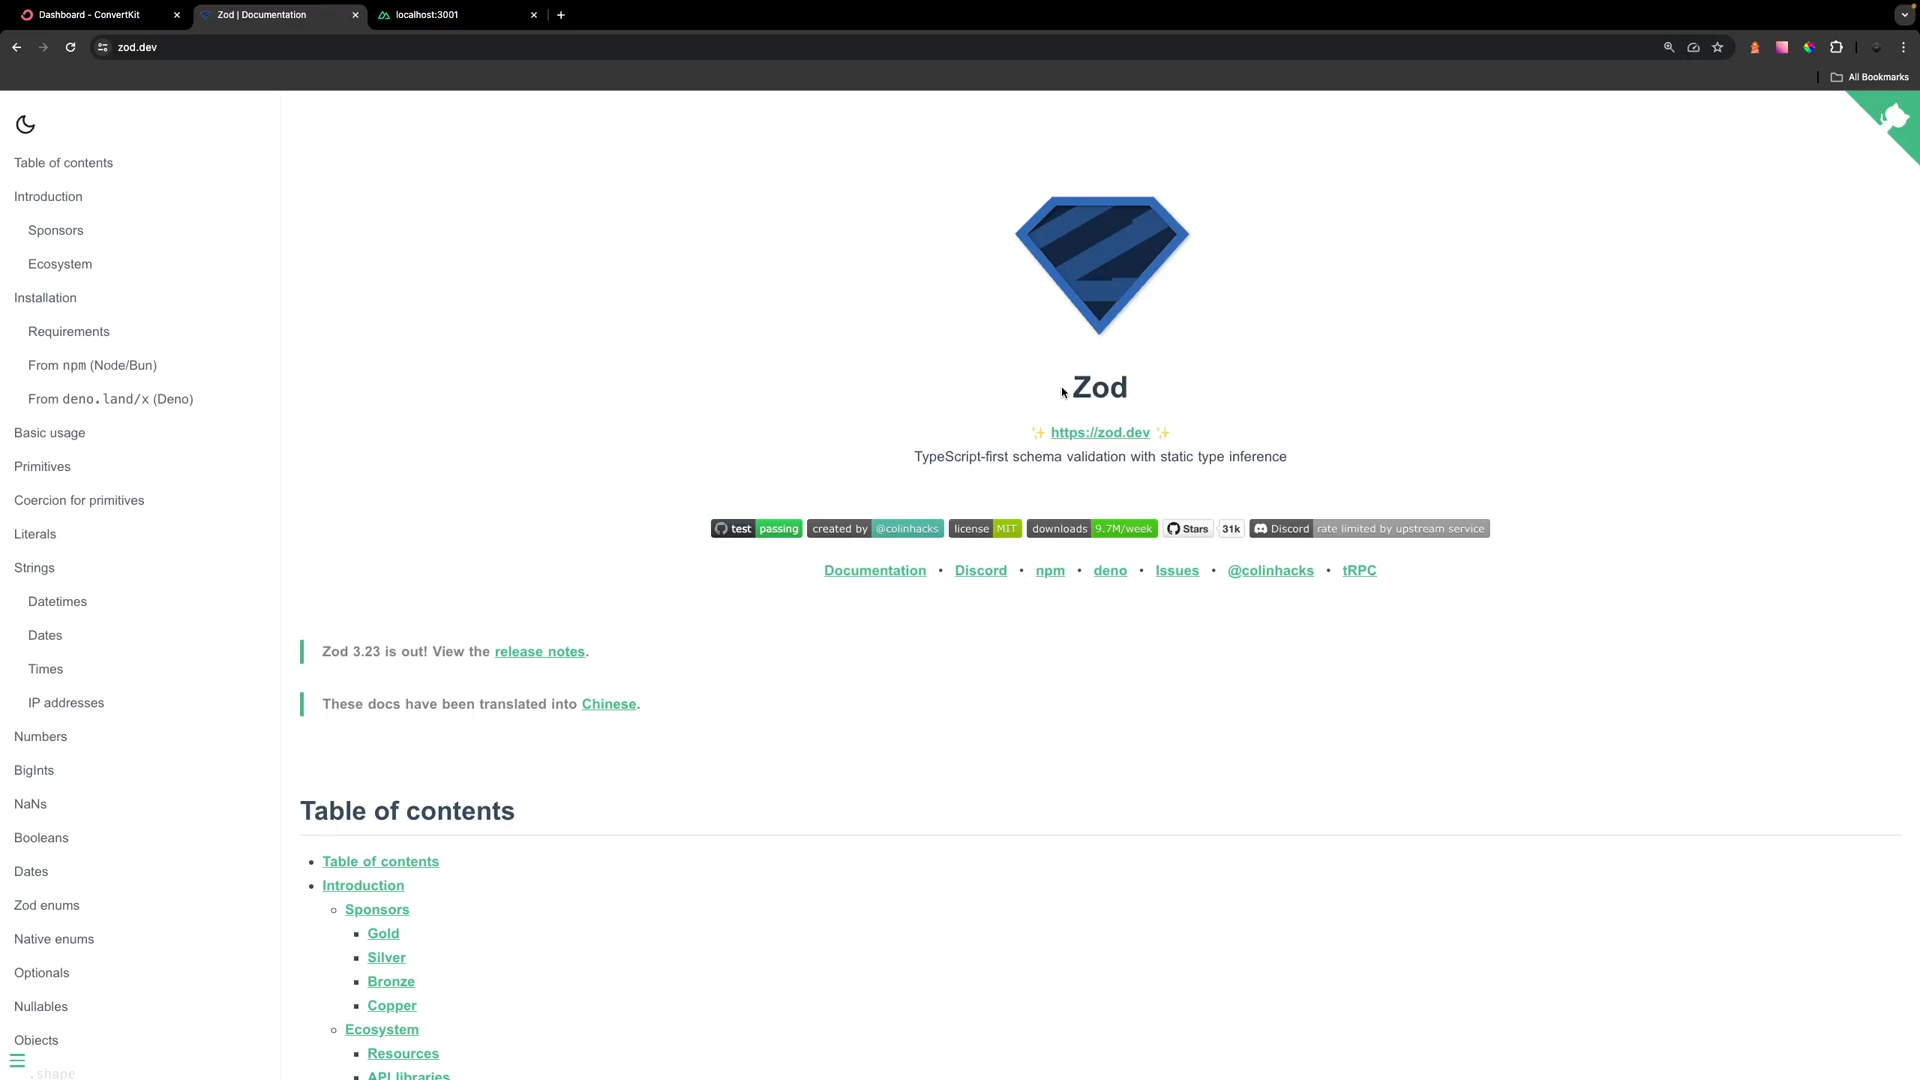 Dashboard - ConvertKit
Zod | Documentation
localhost:3001
zod.dev
All Bookmarks
Table of contents
Introduction
Sponsors
Ecosystem
Installation
Requirements
From npm (Node/Bun)
From deno.land/x (Deno)
Basic usage
Primitives
Coercion for primitives
Literals
Strings
Datetimes
Dates
Times
IP addresses
Numbers
BigInts
NaNs
Booleans
Dates
Zod enums
Native enums
Optionals
Nullables
Objects
.shape
Zod
✨ https://zod.dev ✨
TypeScript-first schema validation with static type inference
test passing created by @colinhacks license MIT downloads 9.7M/week Stars 31k Discord rate limited by upstream service
Documentation • Discord • npm • deno • Issues • @colinhacks • tRPC
Zod 3.23 is out! View the release notes.
These docs have been translated into Chinese.
Table of contents
Table of contents
Introduction
Sponsors
Gold
Silver
Bronze
Copper
Ecosystem
Resources
API libraries